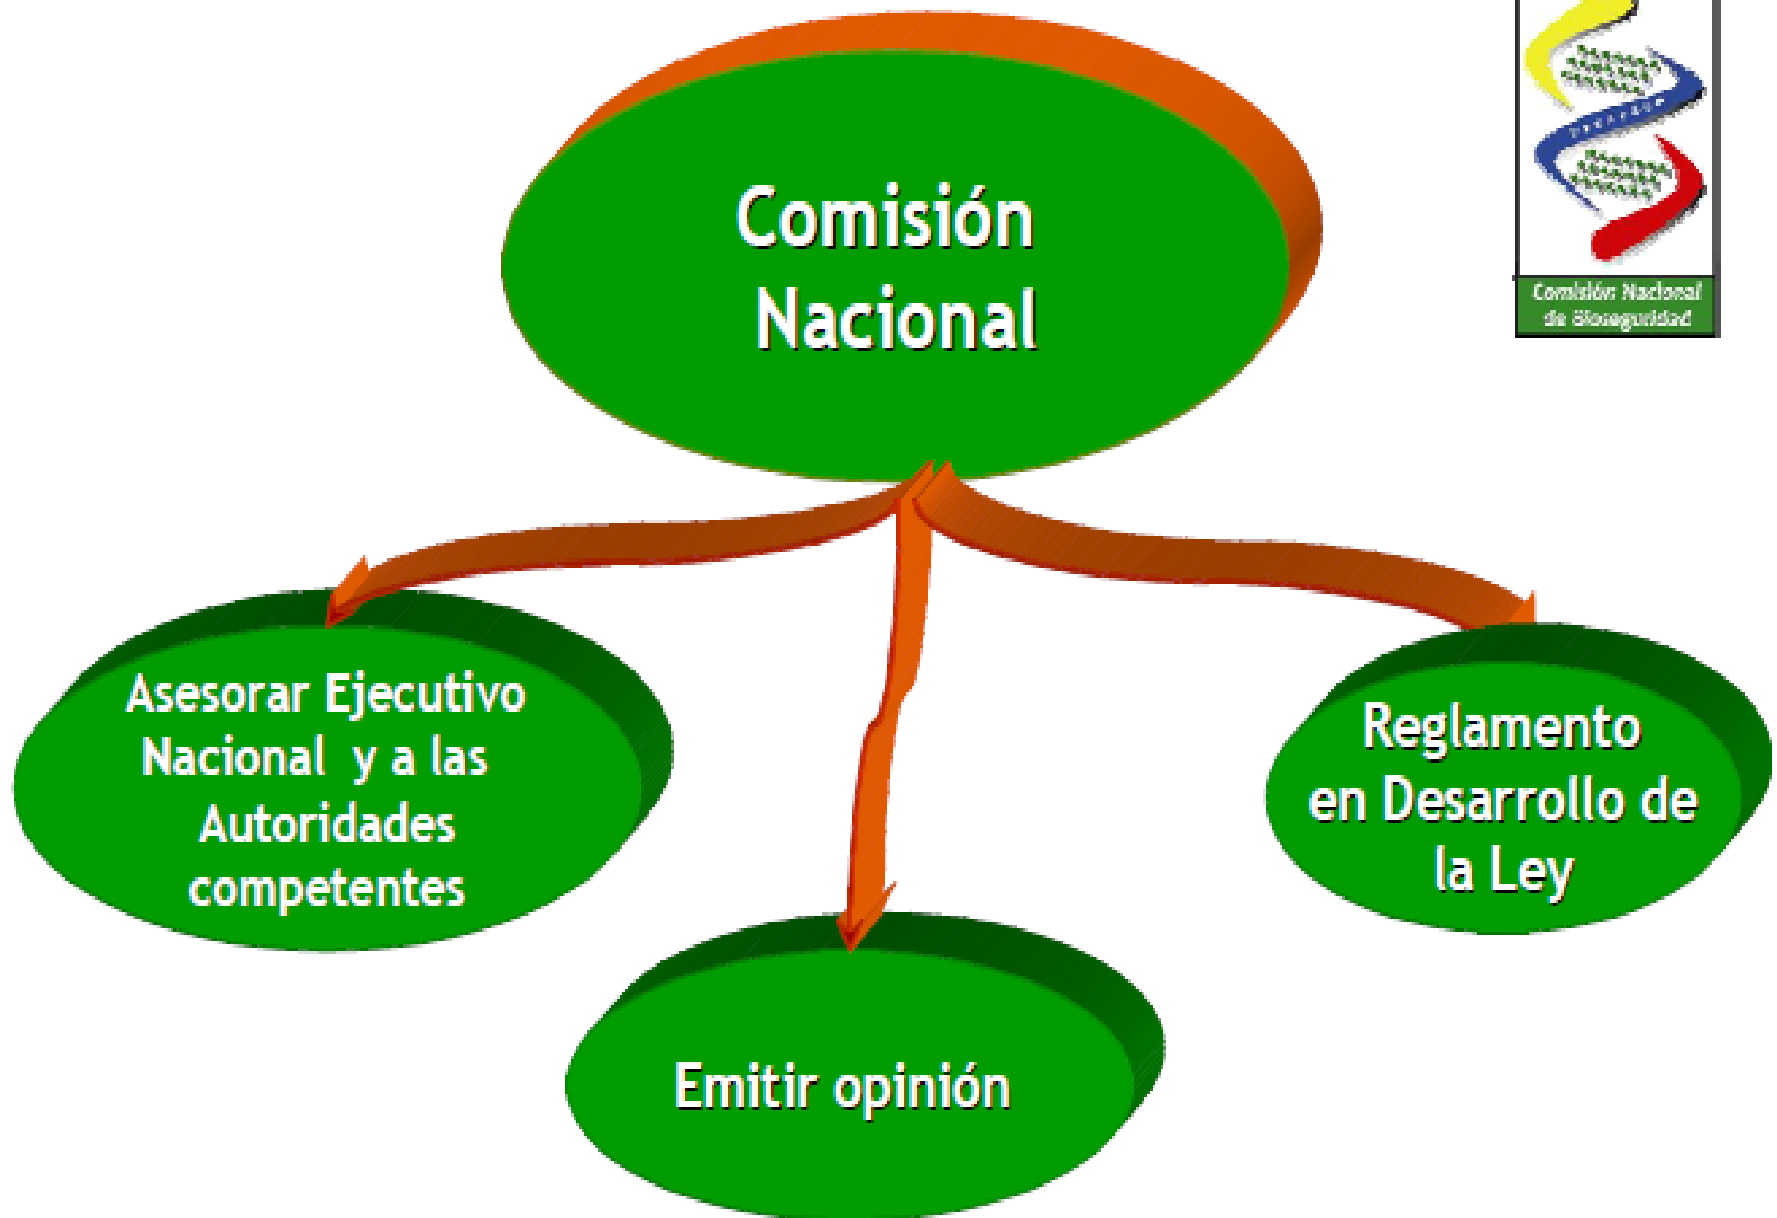 Comisión
Nacional
Comisión Nacional
de Bioseguridad
Asesorar Ejecutivo
Nacional y a las
Autoridades
competentes
Reglamento
en Desarrollo de
la Ley
Emitir opinión